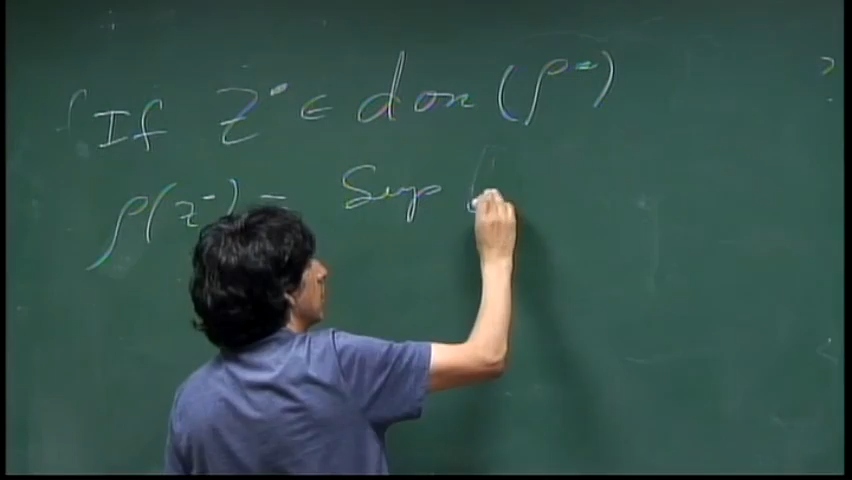 If z* ∈ dom (ρ*)
ρ(z*) = Sup (